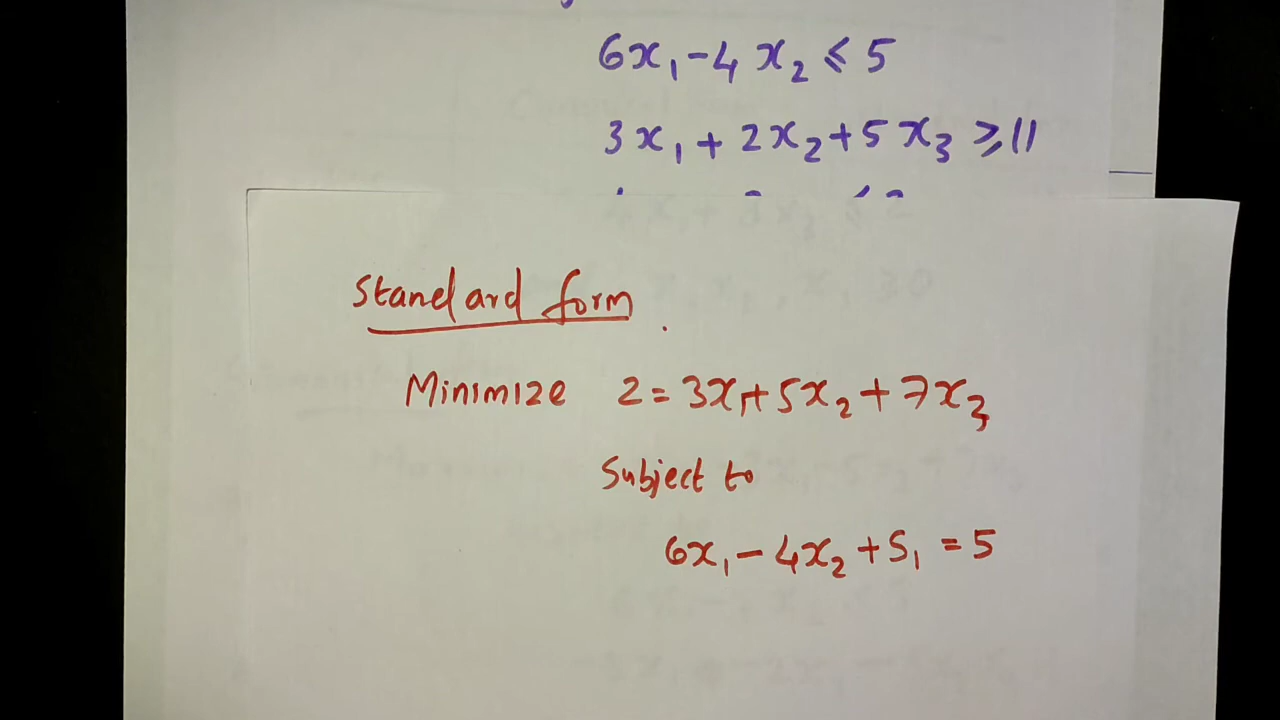 6x₁ - 4x₂ ≤ 5
3x₁ + 2x₂ + 5x₃ ≥ 11
Standard form
Minimize Z = 3x₁ + 5x₂ + 7x₃
Subject to
6x₁ - 4x₂ + S₁ = 5